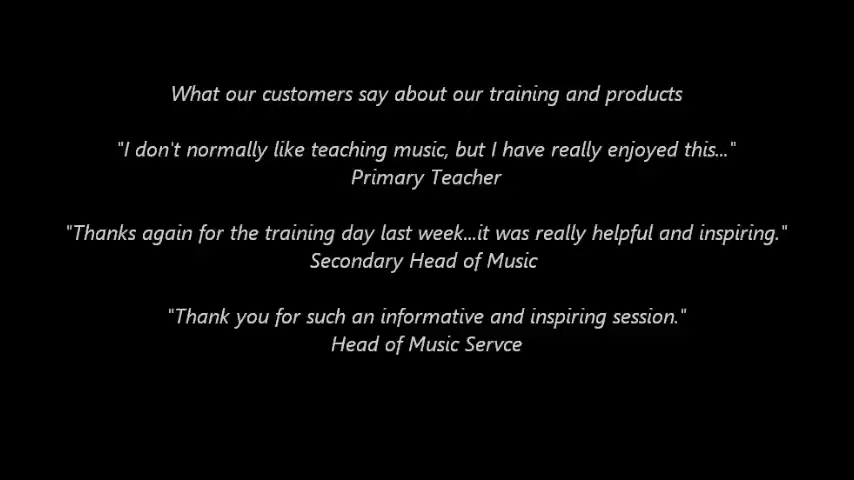 What our customers say about our training and products
"I don't normally like teaching music, but I have really enjoyed this..."
Primary Teacher
"Thanks again for the training day last week...it was really helpful and inspiring."
Secondary Head of Music
"Thank you for such an informative and inspiring session."
Head of Music Servce